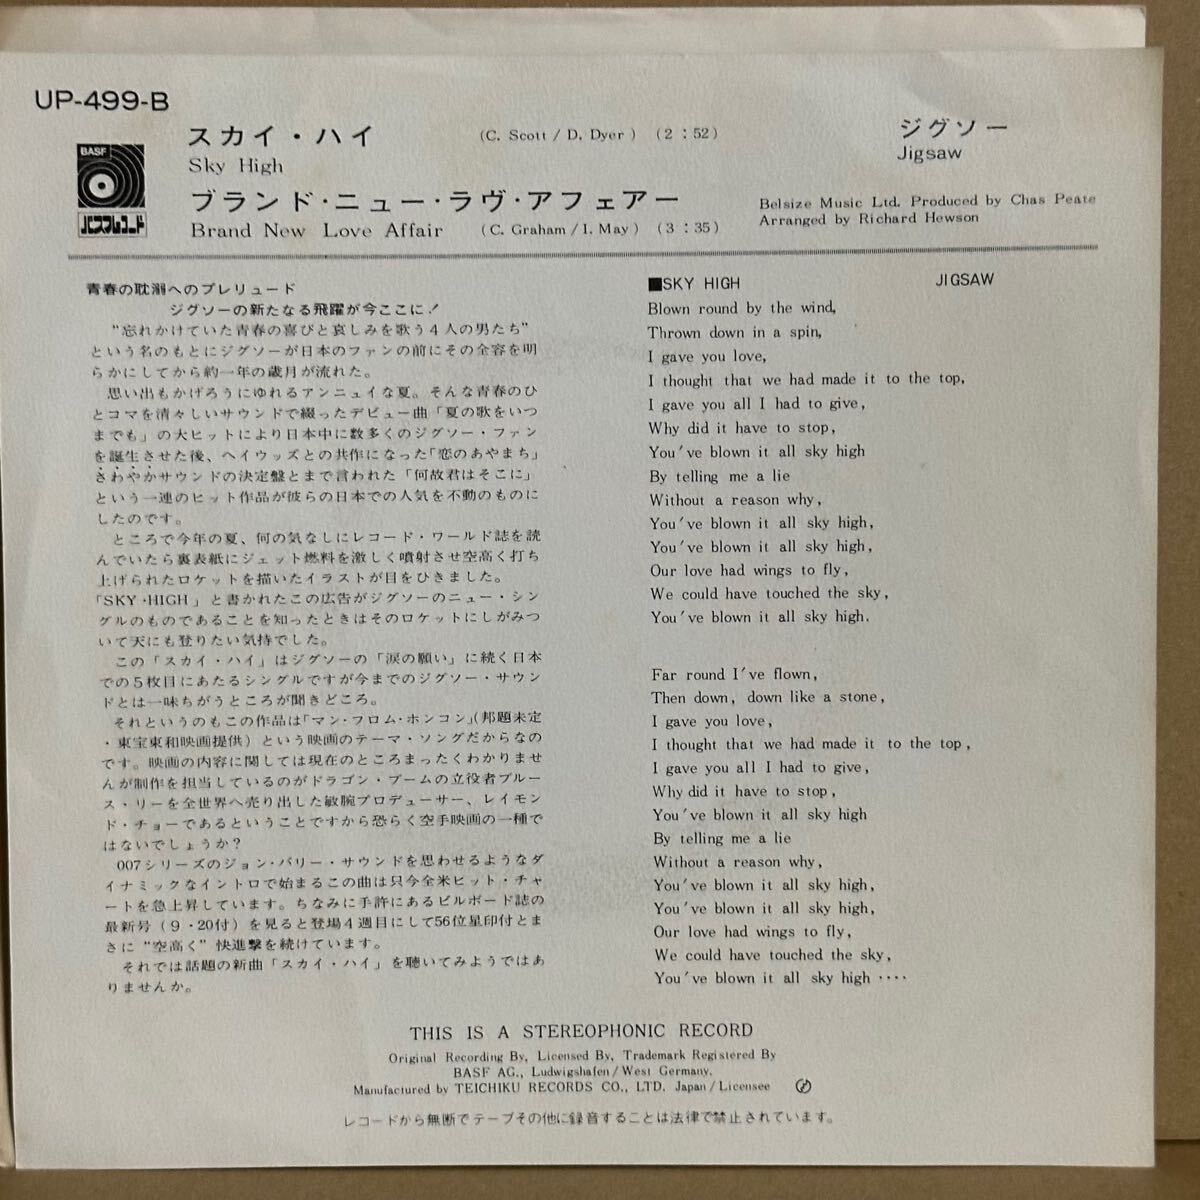 UP-499-B
BASF
バスフレコード
スカイ・ハイ (C. Scott / D. Dyer) (2:52) ジグソー
Sky High Jigsaw
ブランド・ニュー・ラヴ・アフェアー
Brand New Love Affair (C. Graham / I. May) (3:35)
Belsize Music Ltd. Produced by Chas Peate
Arranged by Richard Hewson
青春の耽溺へのプレリュード
ジグソーの新たなる飛躍が今ここに!
“忘れかけていた青春の喜びと哀しみを歌う4人の男たち”
という名のもとにジグソーが日本のファンの前にその全容を明
らかにしてから約一年の歳月が流れた。
思い出もかげろうにゆれるアンニュイな夏。そんな青春のひ
とコマを清々しいサウンドで綴ったデビュー曲「夏の歌をいつ
までも」の大ヒットにより日本中に数多くのジグソー・ファン
を誕生させた後、ヘイウッズとの共作になった「恋のあやまち」
さわやかサウンドの決定盤とまで言われた「何故君はそこに」
という一連のヒット作品が彼らの日本での人気を不動のものに
したのです。
ところで今年の夏、何の気なしにレコード・ワールド誌を読
んでいたら裏表紙にジェット燃料を激しく噴射させ空高く打ち
上げられたロケットを描いたイラストが目をひきました。
「SKY・HIGH」と書かれたこの広告がジグソーのニュー・シン
グルのものであることを知ったときはそのロケットにしがみつ
いて天にも登りたい気持でした。
この「スカイ・ハイ」はジグソーの「涙の願い」に続く日本
での5枚目にあたるシングルですが今までのジグソー・サウン
ドとは一味ちがうところが聞きどころ。
それというのもこの作品は「マン・フロム・ホンコン」(邦題未定
・東宝東和映画提供)という映画のテーマ・ソングだからなの
です。映画の内容に関しては現在のところまったくわかりませ
んが制作を担当しているのがドラゴン・ブームの立役者ブルー
ス・リーを全世界へ売り出した敏腕プロデューサー、レイモン
ド・チョーであるということですから恐らく空手映画の一種で
はないでしょうか?
007シリーズのジョン・バリー・サウンドを思わせるようなダ
イナミックなイントロで始まるこの曲は只今全米ヒット・チャ
ートを急上昇しています。ちなみに手許にあるビルボード誌の
最新号(9・20付)を見ると登場4週目にして56位星印付とま
さに“空高く”快進撃を続けています。
それでは話題の新曲「スカイ・ハイ」を聴いてみようではあ
りませんか。
■SKY HIGH JIGSAW
Blown round by the wind,
Thrown down in a spin,
I gave you love,
I thought that we had made it to the top,
I gave you all I had to give,
Why did it have to stop,
You've blown it all sky high
By telling me a lie
Without a reason why,
You've blown it all sky high,
You've blown it all sky high,
Our love had wings to fly,
We could have touched the sky,
You've blown it all sky high.
Far round I've flown,
Then down, down like a stone,
I gave you love,
I thought that we had made it to the top,
I gave you all I had to give,
Why did it have to stop,
You've blown it all sky high
By telling me a lie
Without a reason why,
You've blown it all sky high,
You've blown it all sky high,
Our love had wings to fly,
We could have touched the sky,
You've blown it all sky high ····
THIS IS A STEREOPHONIC RECORD
Original Recording By, Licensed By, Trademark Registered By
BASF AG., Ludwigshafen/West Germany.
Manufactured by TEICHIKU RECORDS CO., LTD. Japan/Licensee
レコードから無断でテープその他に録音することは法律で禁止されています。